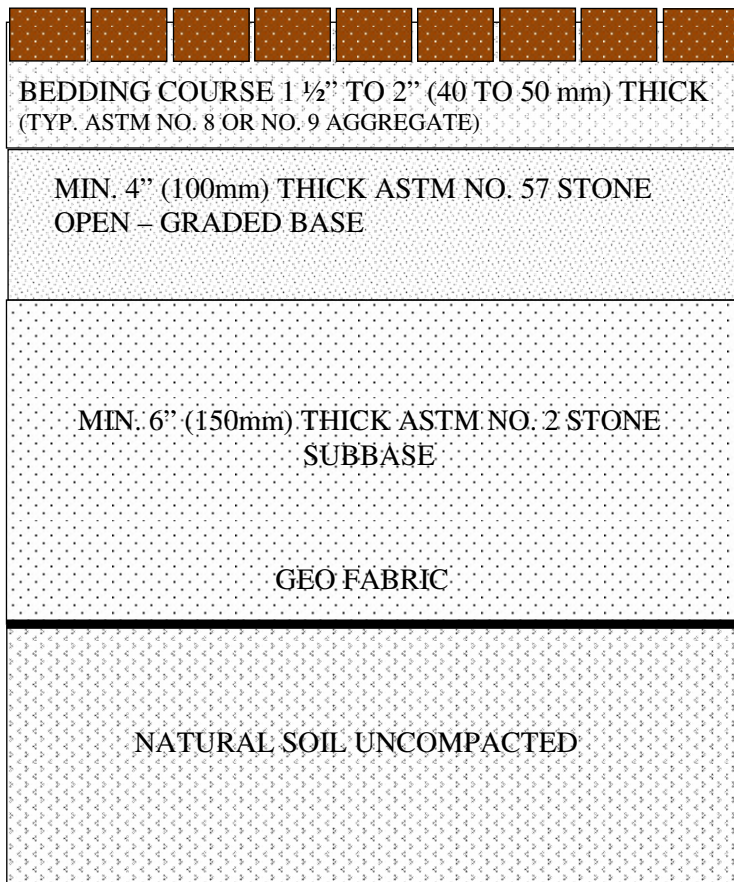 BEDDING COURSE 1 ½” TO 2” (40 TO 50 mm) THICK
(TYP. ASTM NO. 8 OR NO. 9 AGGREGATE)
MIN. 4” (100mm) THICK ASTM NO. 57 STONE
OPEN – GRADED BASE
MIN. 6” (150mm) THICK ASTM NO. 2 STONE
SUBBASE
GEO FABRIC
NATURAL SOIL UNCOMPACTED